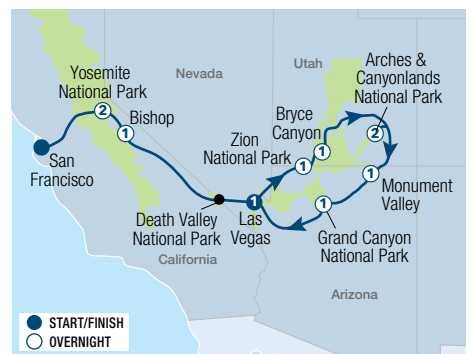 Yosemite
National Park
Nevada
Utah
Arches &
Canyonlands
National Park
2
Bishop
1
Bryce
Canyon
1
2
Zion
National Park
1
San
Francisco
1
Monument
Valley
Death Valley
National Park
1
Las
Vegas
1
Grand Canyon
National Park
California
Arizona
START/FINISH
OVERNIGHT